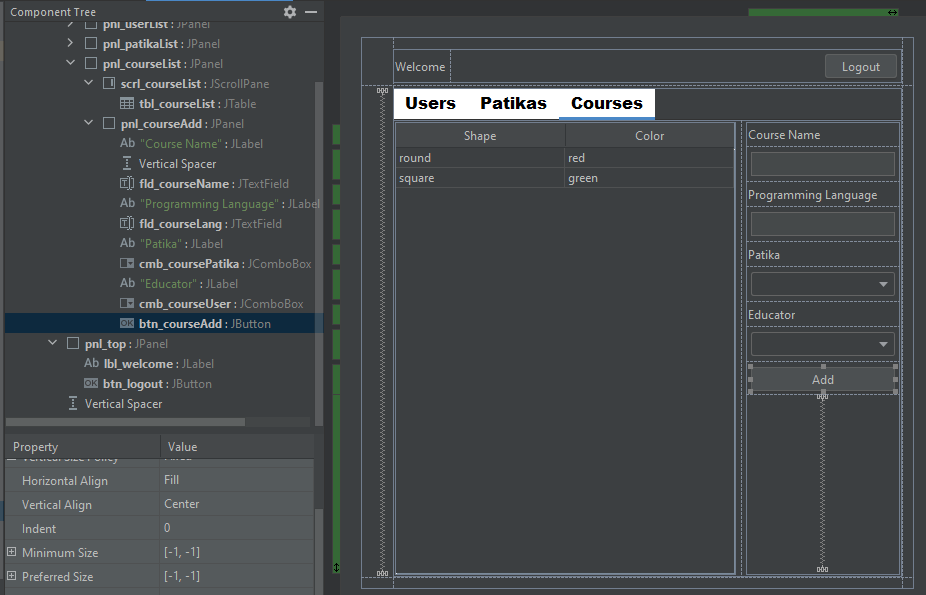 Component Tree
pnl_userList : JPanel
pnl_patikaList : JPanel
pnl_courseList : JPanel
scrl_courseList : JScrollPane
tbl_courseList : JTable
pnl_courseAdd : JPanel
Ab "Course Name" : JLabel
Vertical Spacer
fld_courseName : JTextField
Ab "Programming Language" : JLabel
fld_courseLang : JTextField
Ab "Patika" : JLabel
cmb_coursePatika : JComboBox
Ab "Educator" : JLabel
cmb_courseUser : JComboBox
OK btn_courseAdd : JButton
pnl_top : JPanel
Ab lbl_welcome : JLabel
OK btn_logout : JButton
Vertical Spacer
Property Value
Vertical Size Policy Fixed
Horizontal Align Fill
Vertical Align Center
Indent 0
Minimum Size [-1, -1]
Preferred Size [-1, -1]
Welcome
Logout
Users Patikas Courses
Shape Color
round red
square green
Course Name
Programming Language
Patika
Educator
Add